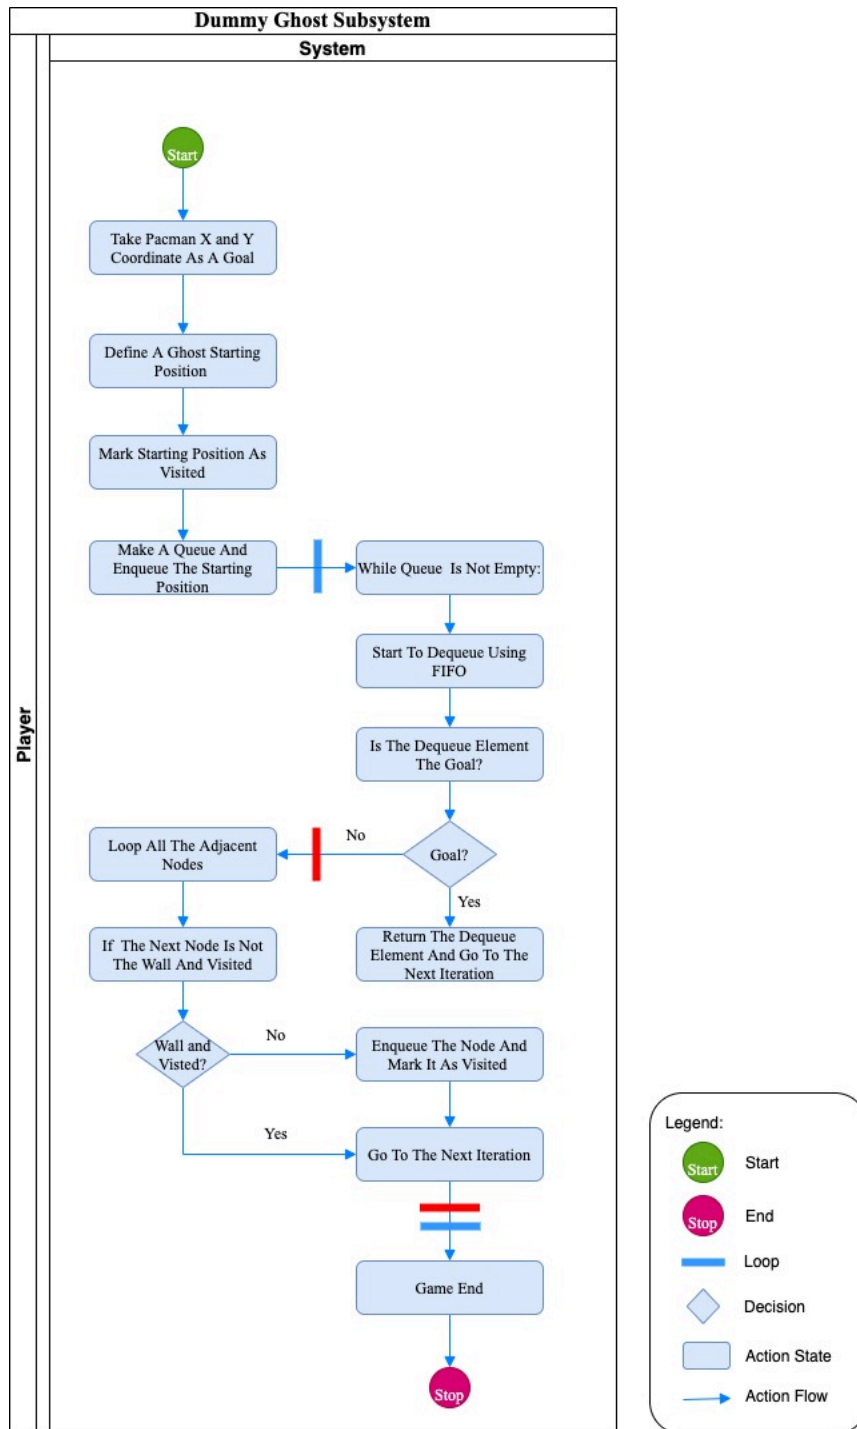 Dummy Ghost Subsystem
System
Player
Start
Take Pacman X and Y
Coordinate As A Goal
Define A Ghost Starting
Position
Mark Starting Position As
Visited
Make A Queue And
Enqueue The Starting
Position
While Queue  Is Not Empty:
Start To Dequeue Using
FIFO
Is The Dequeue Element
The Goal?
Goal?
No
Yes
Loop All The Adjacent
Nodes
Return The Dequeue
Element And Go To The
Next Iteration
If  The Next Node Is Not
The Wall And Visited
Wall and
Visted?
No
Enqueue The Node And
Mark It As Visited
Yes
Go To The Next Iteration
Game End
Stop
Legend:
Start
Start
Stop
End
Loop
Decision
Action State
Action Flow